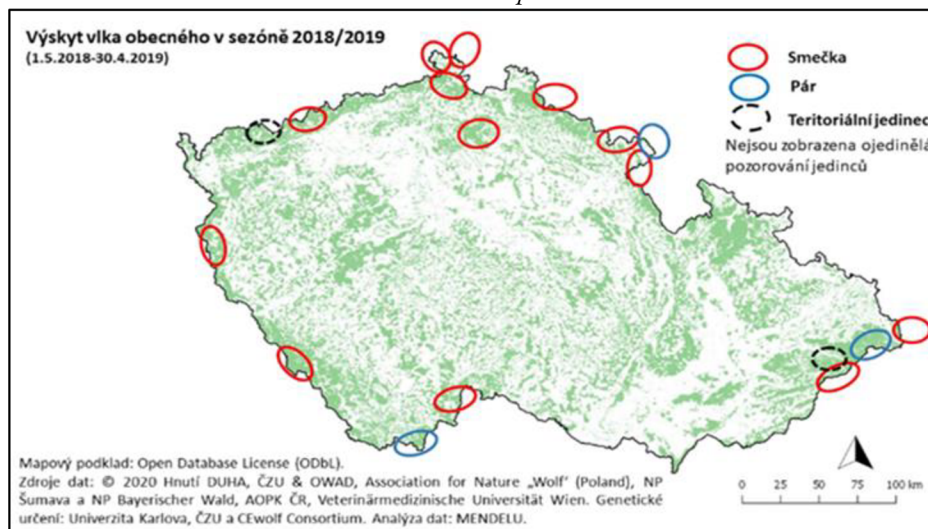 Výskyt vlka obecného v sezóně 2018/2019
(1.5.2018-30.4.2019)
Smečka
Pár
Teritoriální jedinec
Nejsou zobrazena ojedinělá
pozorování jedinců
Mapový podklad: Open Database License (ODbL).
Zdroje dat: © 2020 Hnutí DUHA, ČZU & OWAD, Association for Nature „Wolf" (Poland), NP
Šumava a NP Bayerischer Wald, AOPK ČR, Veterinärmedizinische Universität Wien. Genetické
určení: Univerzita Karlova, ČZU a CEwolf Consortium. Analýza dat: MENDELU.
0 25 50 75 100 km